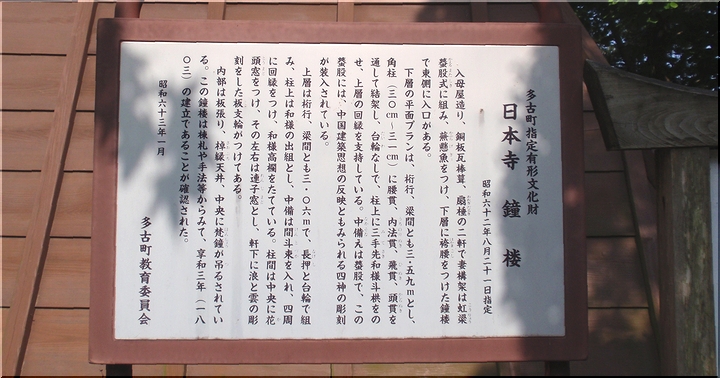 多古町指定有形文化財
日本寺 鐘楼
昭和六十二年八月二十一日指定
入母屋造り、銅板瓦棒葺、扇棰の二軒で妻構架は虹梁
蟇股式に組み、蕪懸魚をつけ、下層に袴腰をつけた鐘楼
で東側に入口がある。
下層の平面プランは、桁行、梁間とも三・五九mとし、
角柱(三〇㎝~三一㎝)に腰貫、内法貫、飛貫、頭貫を
通して結架し、台輪なしで、柱上に三手先和様斗栱をの
せ、上層の回縁を支持している。中備えは蟇股で、この
蟇股には、中国建築思想の反映ともみられる四神の彫刻
が装入されている。
上層は桁行、梁間とも三・〇六mで、長押と台輪で組
み、柱上は和様の出組とし、中備は間斗束を入れ、四周
に回縁をつけ、和様高欄をたてている。柱間は中央に花
頭窓をつけ、その左右は連子窓とし、軒下に浪と雲の彫
刻をした板支輪がつけてある。
内部は板張り、棹縁天井、中央に梵鐘が吊るされてい
る。この鐘楼は棟札や手法等からみて、享和三年(一八
〇三)の建立であることが確認された。
昭和六十三年一月
多古町教育委員会